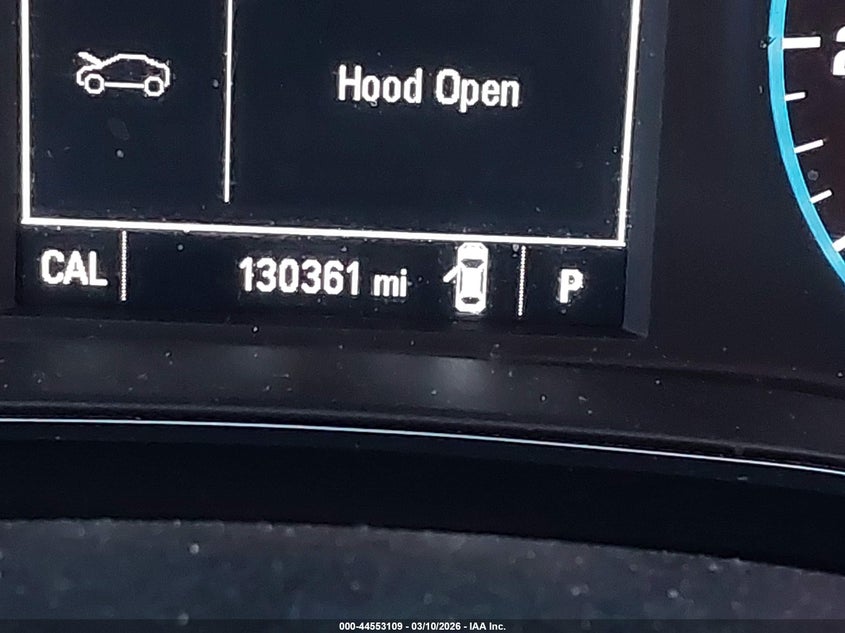 Hood Open
CAL 130361 mi P
000-44553109 - 03/10/2026 - IAA Inc.